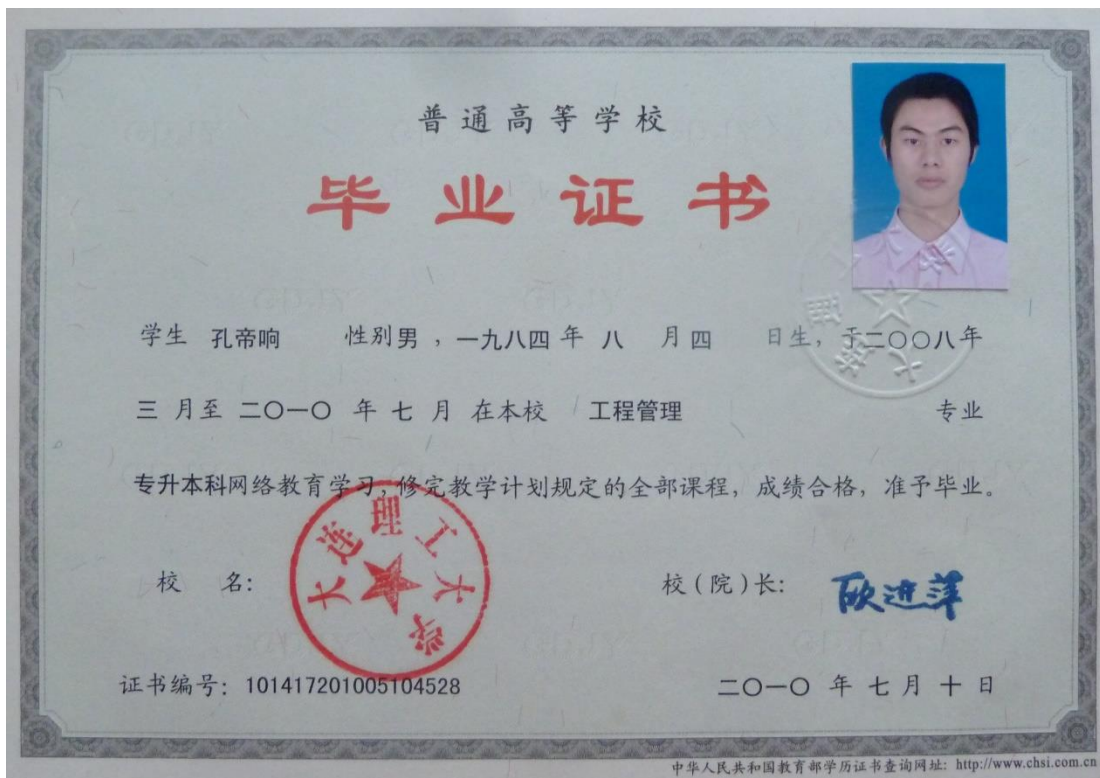 普通高等学校
毕业证书
学生 孔帝响 性别男，一九八四年 八 月四 日生，于二〇〇八年
三 月至 二〇一〇 年 七 月 在本校 工程管理 专业
专升本科网络教育学习，修完教学计划规定的全部课程，成绩合格，准予毕业。
大连理工大学
校 名：
校（院）长：欧进萍
证书编号：101417201005104528
二〇一〇 年 七 月 十 日
中华人民共和国教育部学历证书查询网址：http://www.chsi.com.cn